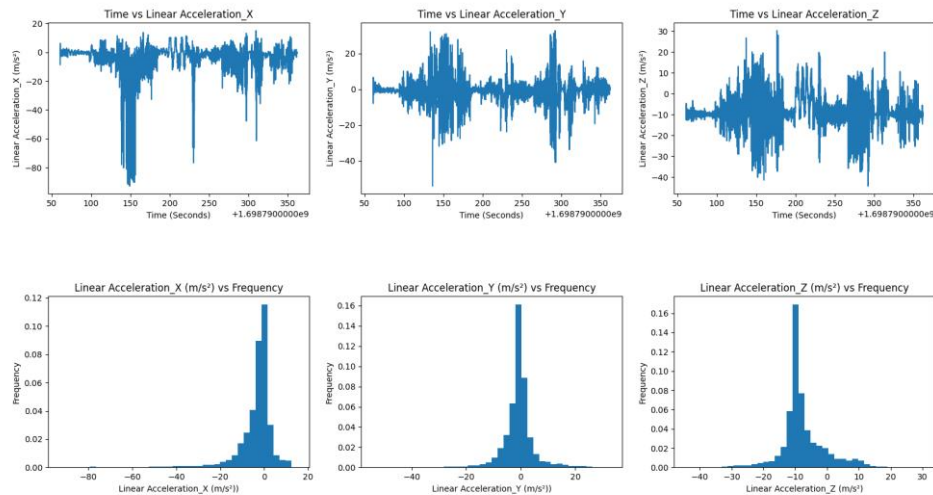 Time vs Linear Acceleration_X
Linear Acceleration_X (m/s²)
20
0
−20
−40
−60
−80
50 100 150 200 250 300 350
Time (Seconds) +1.6987900000e9
Time vs Linear Acceleration_Y
Linear Acceleration_Y (m/s²)
20
0
−20
−40
50 100 150 200 250 300 350
Time (Seconds) +1.6987900000e9
Time vs Linear Acceleration_Z
Linear Acceleration_Z (m/s²)
30
20
10
0
−10
−20
−30
−40
50 100 150 200 250 300 350
Time (Seconds) +1.6987900000e9
Linear Acceleration_X (m/s²) vs Frequency
Frequency
0.12
0.10
0.08
0.06
0.04
0.02
0.00
−80 −60 −40 −20 0 20
Linear Acceleration_X (m/s²))
Linear Acceleration_Y (m/s²) vs Frequency
Frequency
0.16
0.14
0.12
0.10
0.08
0.06
0.04
0.02
0.00
−40 −20 0 20
Linear Acceleration_Y (m/s²))
Linear Acceleration_Z (m/s²) vs Frequency
Frequency
0.16
0.14
0.12
0.10
0.08
0.06
0.04
0.02
0.00
−40 −30 −20 −10 0 10 20 30
Linear Acceleration_Z (m/s²)